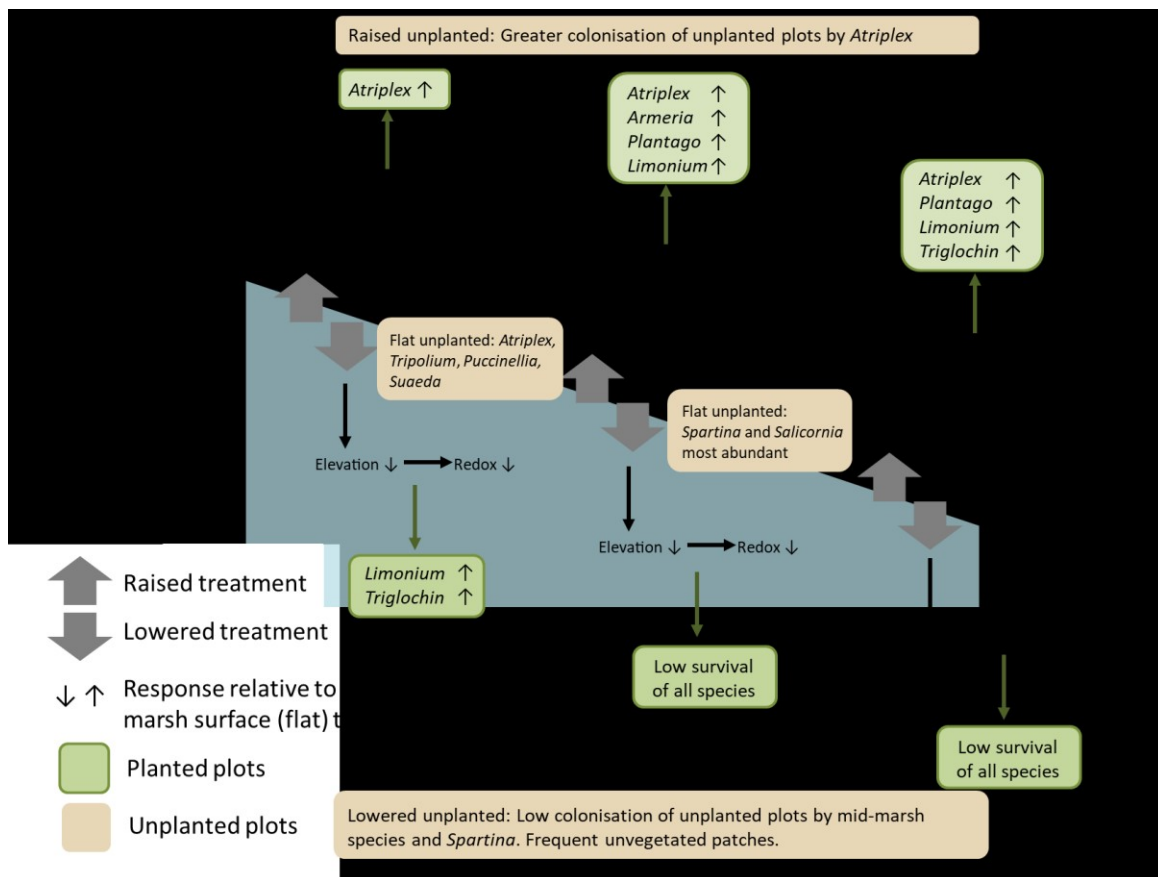 Raised unplanted: Greater colonisation of unplanted plots by Atriplex
Atriplex ↑
Atriplex ↑
Armeria ↑
Plantago ↑
Limonium ↑
Atriplex ↑
Plantago ↑
Limonium ↑
Triglochin ↑
Flat unplanted: Atriplex,
Tripolium, Puccinellia,
Suaeda
Flat unplanted:
Spartina and Salicornia
most abundant
Elevation ↓ → Redox ↓
Elevation ↓ → Redox ↓
Limonium ↑
Triglochin ↑
Low survival
of all species
Low survival
of all species
Raised treatment
Lowered treatment
↓ ↑ Response relative to
marsh surface (flat) t
Planted plots
Unplanted plots
Lowered unplanted: Low colonisation of unplanted plots by mid-marsh
species and Spartina. Frequent unvegetated patches.